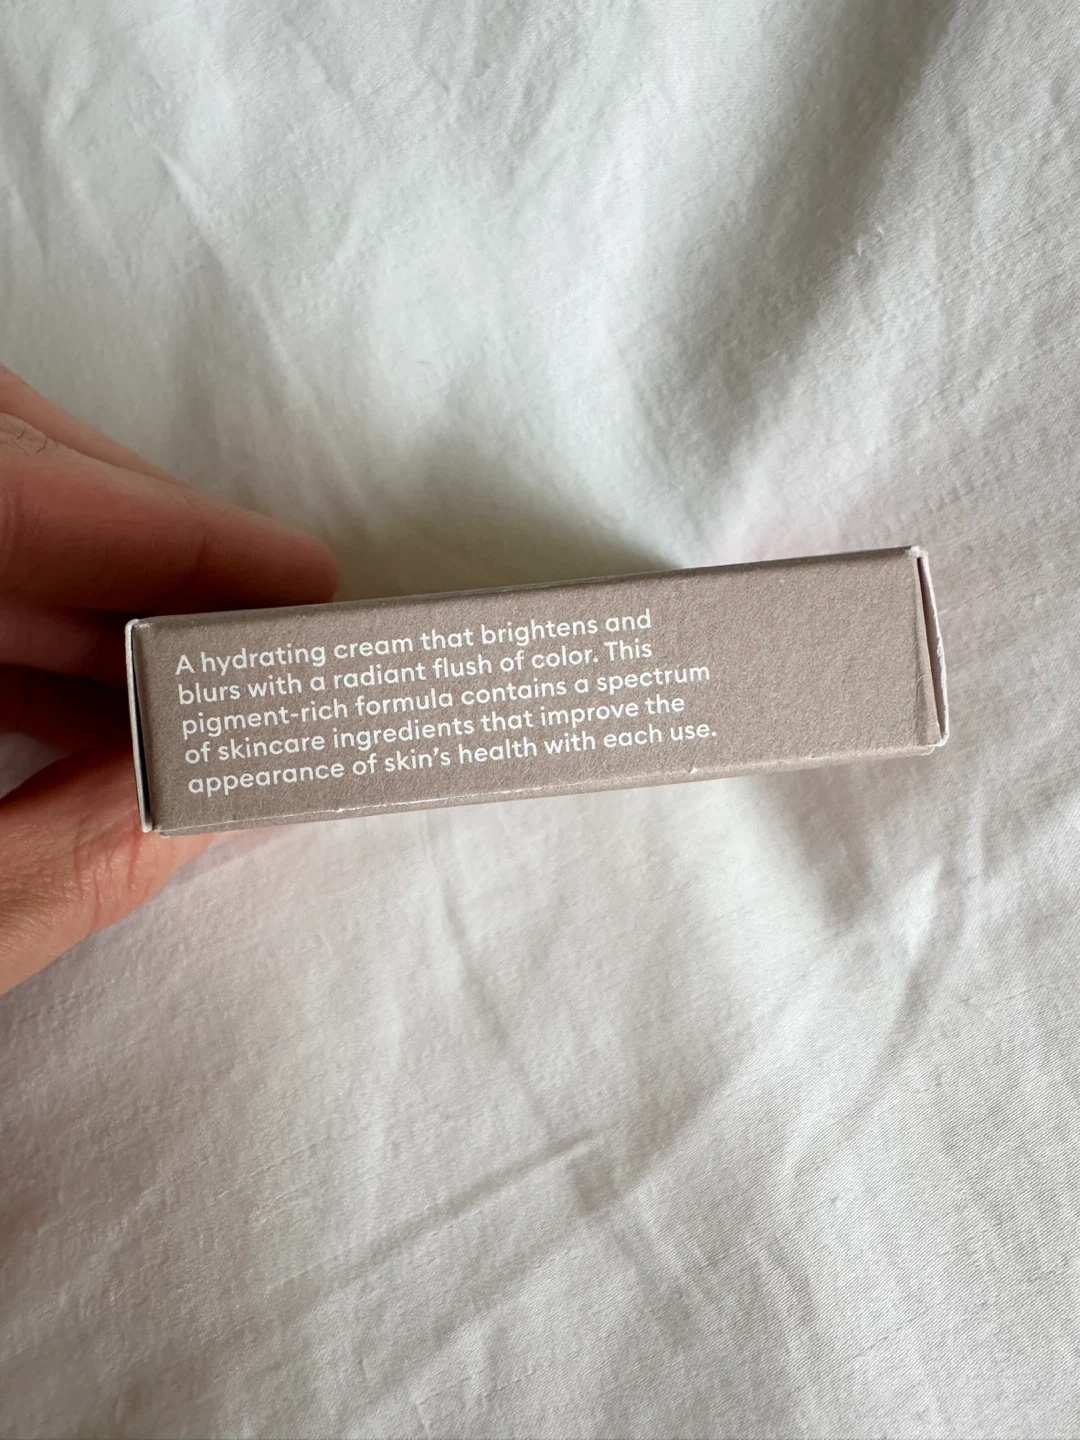 A hydrating cream that brightens and
blurs with a radiant flush of color. This
pigment-rich formula contains a spectrum
of skincare ingredients that improve the
appearance of skin's health with each use.